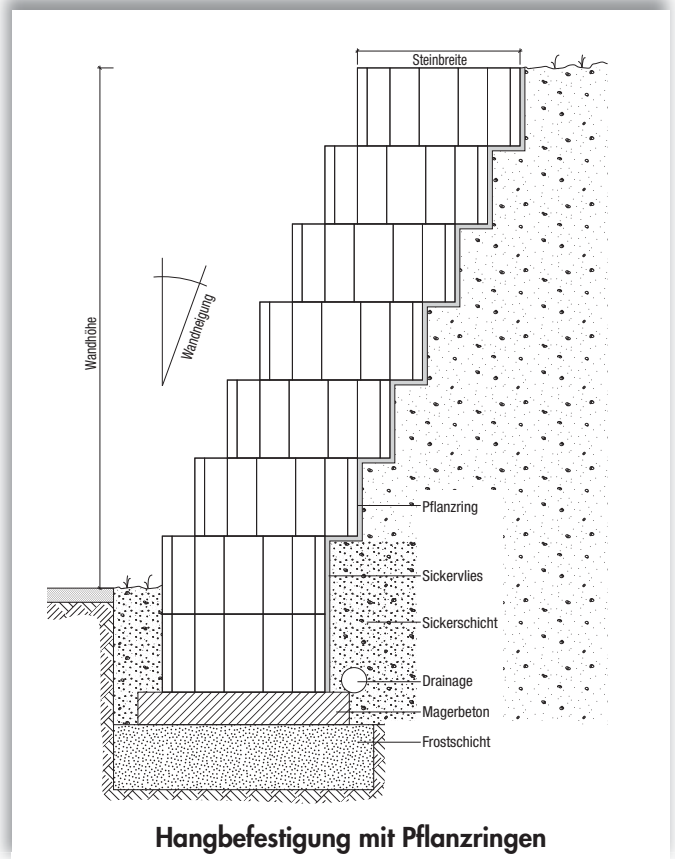 Steinbreite
Wandhöhe
Wandneigung
Pflanzring
Sickervlies
Sickerschicht
Drainage
Magerbeton
Frostschicht
Hangbefestigung mit Pflanzringen